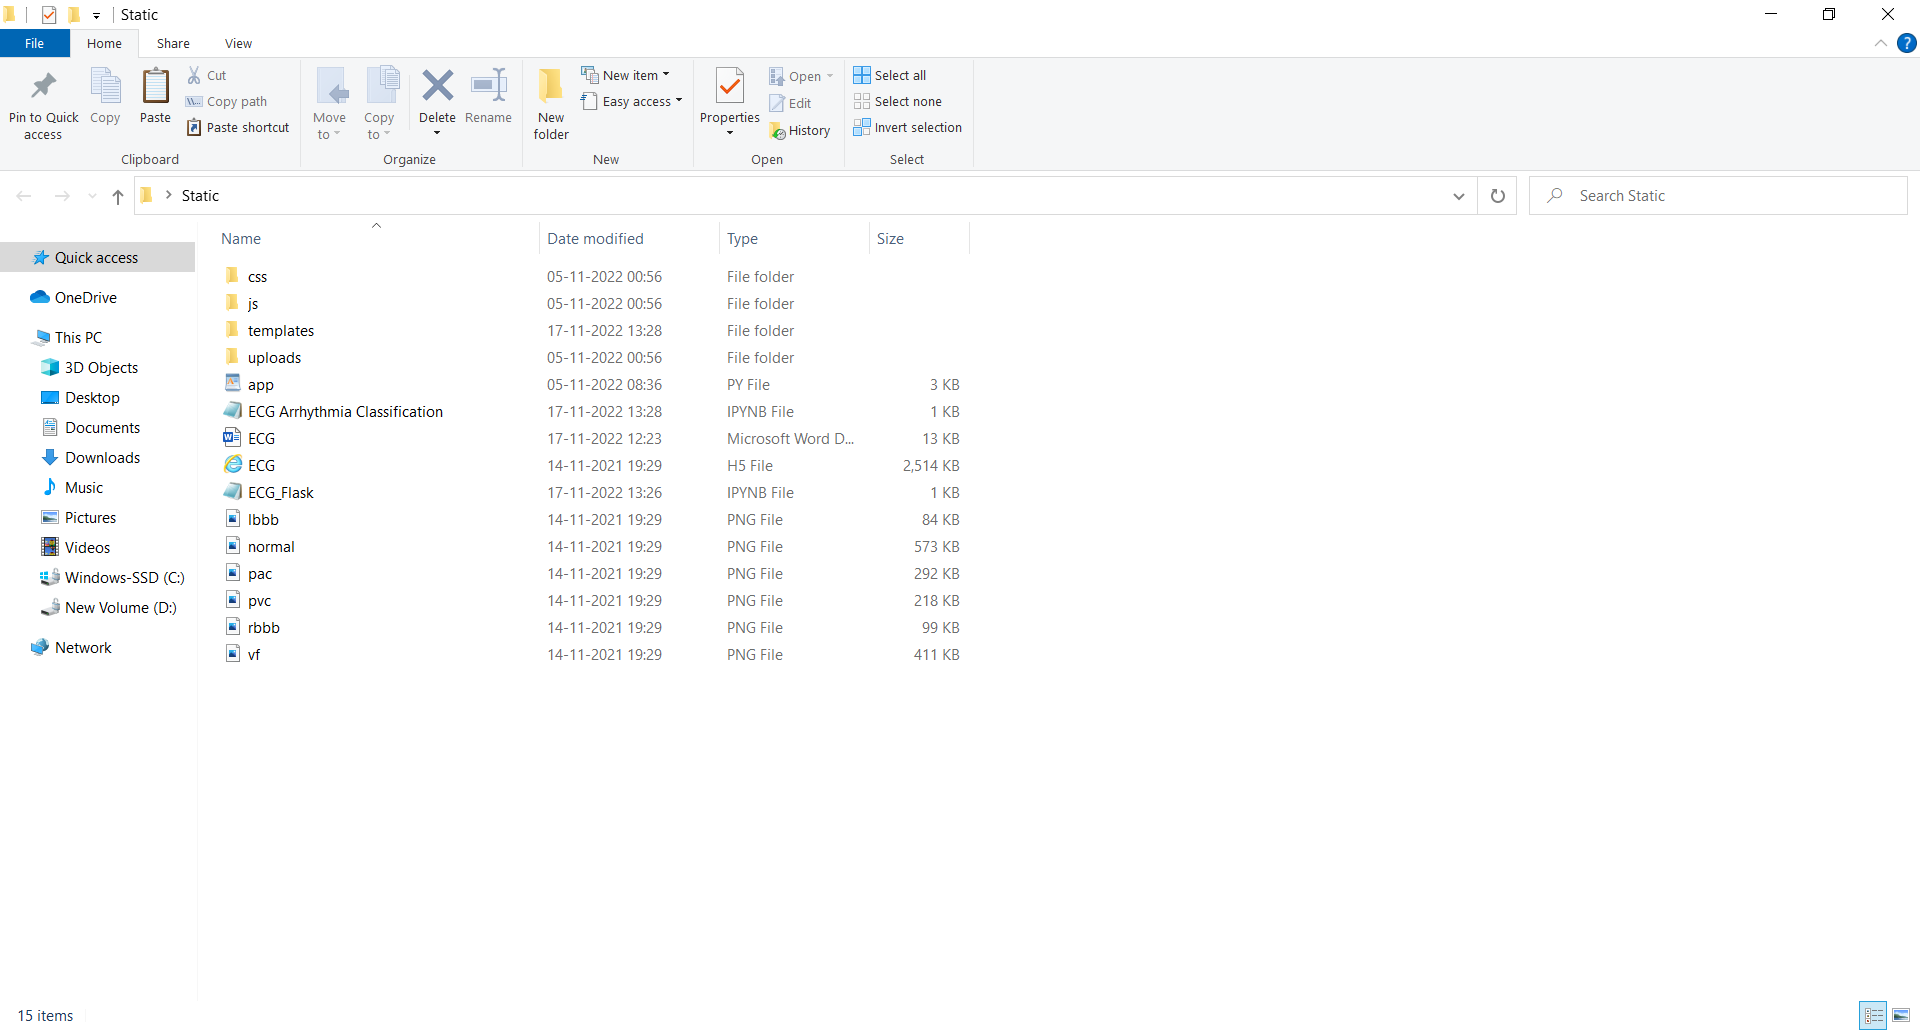 Static
File Home Share View
Pin to Quick access
Copy
Paste
Cut
Copy path
Paste shortcut
Clipboard
Move to
Copy to
Delete
Rename
Organize
New folder
New item
Easy access
New
Properties
Open
Edit
History
Open
Select all
Select none
Invert selection
Select
Static
Search Static
Quick access
OneDrive
This PC
3D Objects
Desktop
Documents
Downloads
Music
Pictures
Videos
Windows-SSD (C:)
New Volume (D:)
Network
Name Date modified Type Size
css 05-11-2022 00:56 File folder
js 05-11-2022 00:56 File folder
templates 17-11-2022 13:28 File folder
uploads 05-11-2022 00:56 File folder
app 05-11-2022 08:36 PY File 3 KB
ECG Arrhythmia Classification 17-11-2022 13:28 IPYNB File 1 KB
ECG 17-11-2022 12:23 Microsoft Word D... 13 KB
ECG 14-11-2021 19:29 H5 File 2,514 KB
ECG_Flask 17-11-2022 13:26 IPYNB File 1 KB
lbbb 14-11-2021 19:29 PNG File 84 KB
normal 14-11-2021 19:29 PNG File 573 KB
pac 14-11-2021 19:29 PNG File 292 KB
pvc 14-11-2021 19:29 PNG File 218 KB
rbbb 14-11-2021 19:29 PNG File 99 KB
vf 14-11-2021 19:29 PNG File 411 KB
15 items